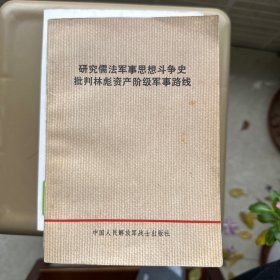 研究儒法军事思想斗争史
批判林彪资产阶级军事路线
中国人民解放军战士出版社